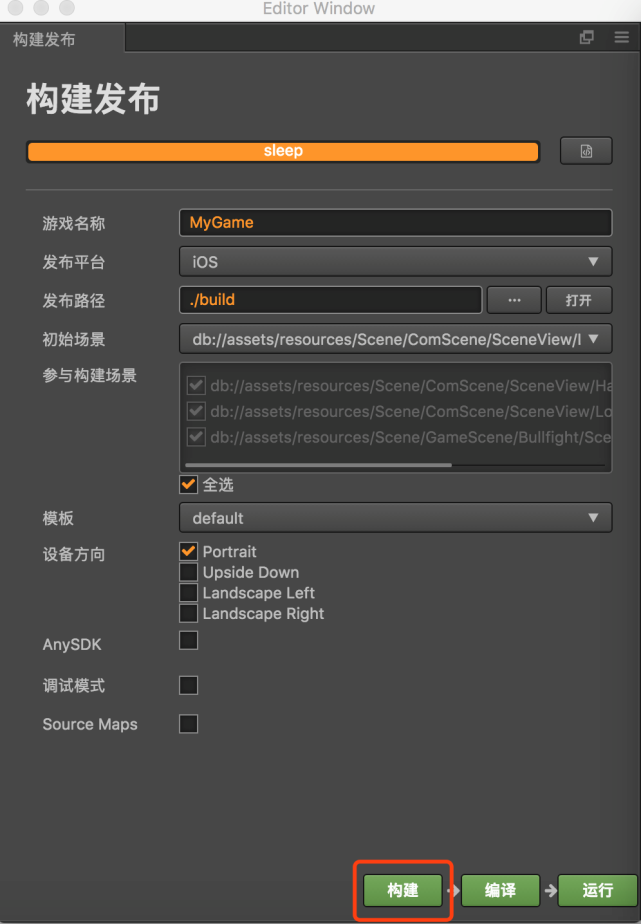 Editor Window
构建发布
构建发布
sleep
游戏名称 MyGame
发布平台 iOS
发布路径 ./build ... 打开
初始场景 db://assets/resources/Scene/ComScene/SceneView/
参与构建场景
db://assets/resources/Scene/ComScene/SceneView/Ha
db://assets/resources/Scene/ComScene/SceneView/Lo
db://assets/resources/Scene/GameScene/Bullfight/Sce
全选
模板 default
设备方向 Portrait
Upside Down
Landscape Left
Landscape Right
AnySDK
调试模式
Source Maps
构建 编译 运行